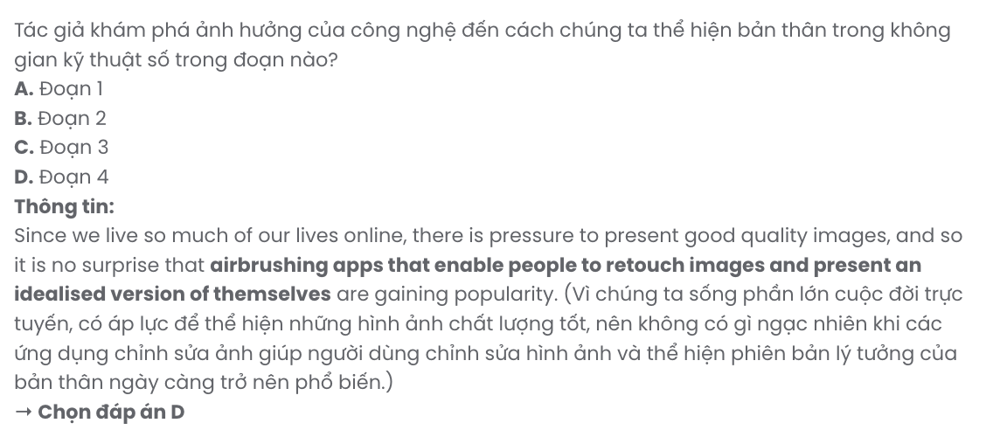 Tác giả khám phá ảnh hưởng của công nghệ đến cách chúng ta thể hiện bản thân trong không
gian kỹ thuật số trong đoạn nào?
A. Đoạn 1
B. Đoạn 2
C. Đoạn 3
D. Đoạn 4
Thông tin:
Since we live so much of our lives online, there is pressure to present good quality images, and so
it is no surprise that airbrushing apps that enable people to retouch images and present an
idealised version of themselves are gaining popularity. (Vì chúng ta sống phần lớn cuộc đời trực
tuyến, có áp lực để thể hiện những hình ảnh chất lượng tốt, nên không có gì ngạc nhiên khi các
ứng dụng chỉnh sửa ảnh giúp người dùng chỉnh sửa hình ảnh và thể hiện phiên bản lý tưởng của
bản thân ngày càng trở nên phổ biến.)
→ Chọn đáp án D